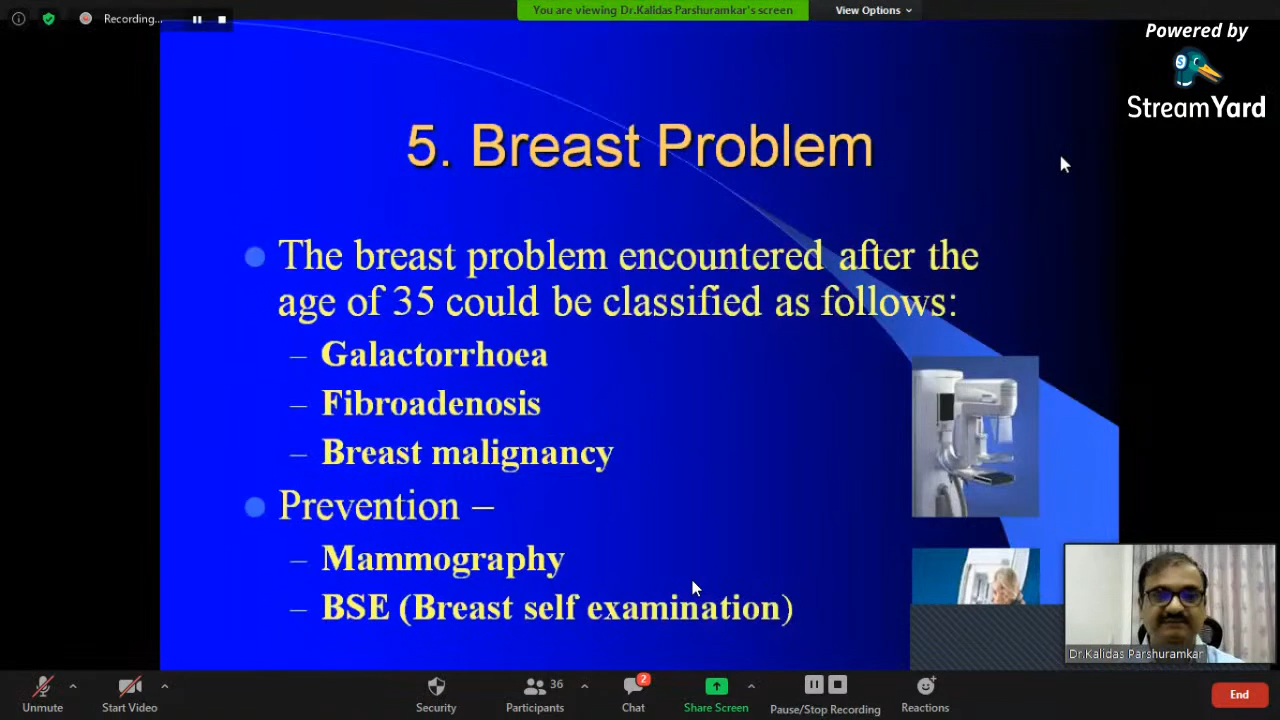 Recording...
You are viewing Dr.Kalidas Parshuramkar's screen
View Options
Powered by
S
StreamYard
5. Breast Problem
The breast problem encountered after the
age of 35 could be classified as follows:
– Galactorrhoea
– Fibroadenosis
– Breast malignancy
Prevention –
– Mammography
– BSE (Breast self examination)
Dr.Kalidas Parshuramkar
Unmute
Start Video
Security
36
Participants
2
Chat
Share Screen
Pause/Stop Recording
Reactions
End